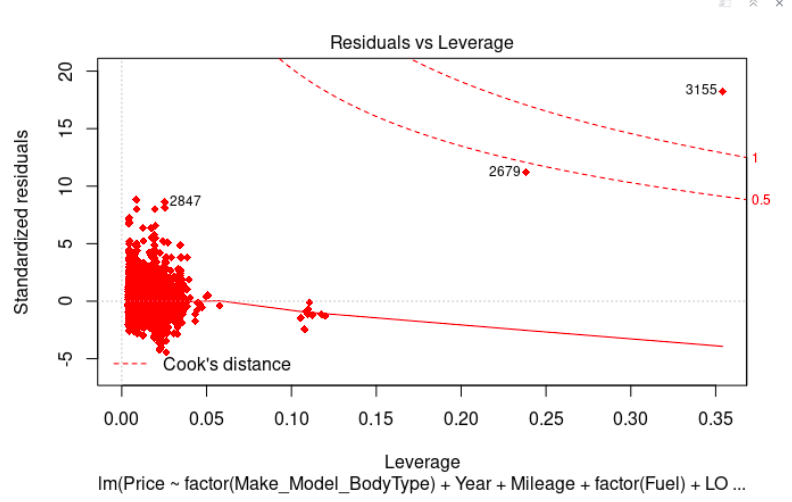 Residuals vs Leverage
Standardized residuals
20
15
10
5
0
-5
3155
2679
2847
1
0.5
Cook's distance
0.00 0.05 0.10 0.15 0.20 0.25 0.30 0.35
Leverage
lm(Price ~ factor(Make_Model_BodyType) + Year + Mileage + factor(Fuel) + LO ...